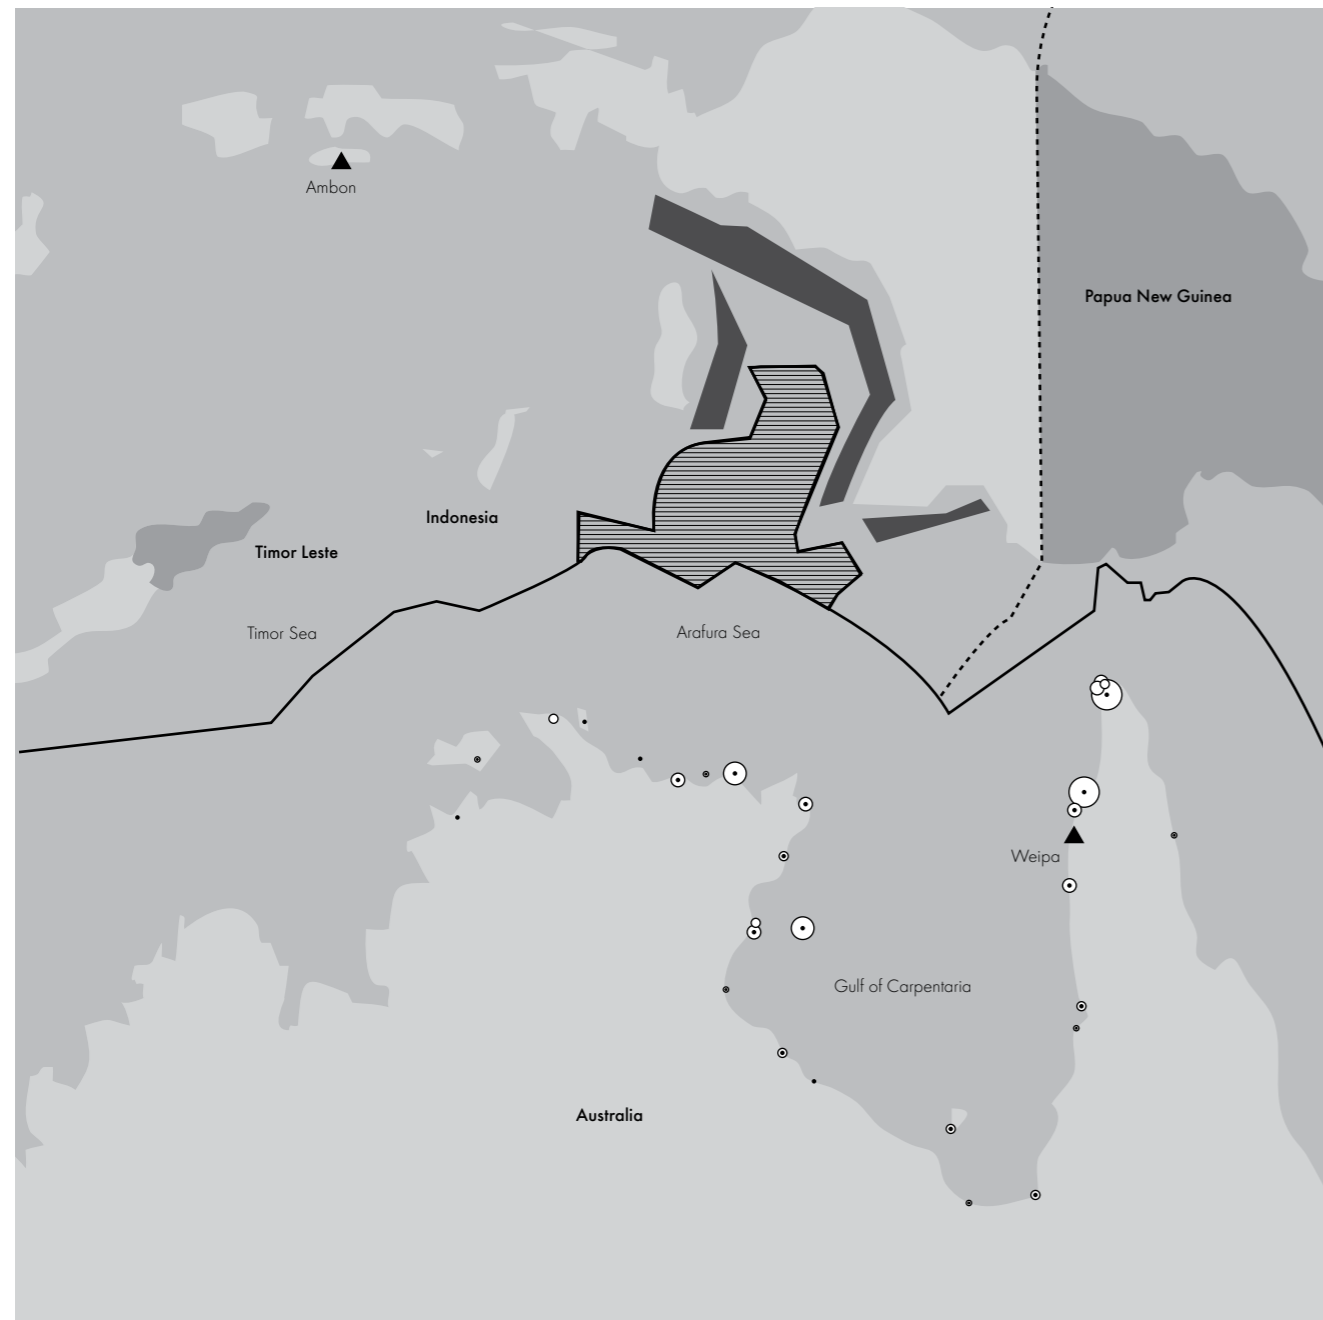 Ambon
Papua New Guinea
Indonesia
Timor Leste
Timor Sea
Arafura Sea
Weipa
Gulf of Carpentaria
Australia